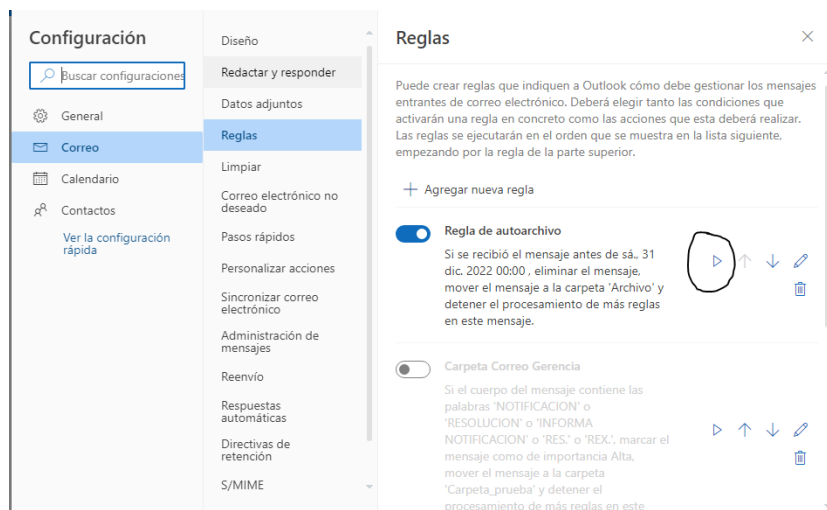 Configuración
Buscar configuraciones
General
Correo
Calendario
Contactos
Ver la configuración
rápida
Diseño
Redactar y responder
Datos adjuntos
Reglas
Limpiar
Correo electrónico no
deseado
Pasos rápidos
Personalizar acciones
Sincronizar correo
electrónico
Administración de
mensajes
Reenvío
Respuestas
automáticas
Directivas de
retención
S/MIME
Reglas
Puede crear reglas que indiquen a Outlook cómo debe gestionar los mensajes
entrantes de correo electrónico. Deberá elegir tanto las condiciones que
activarán una regla en concreto como las acciones que esta deberá realizar.
Las reglas se ejecutarán en el orden que se muestra en la lista siguiente,
empezando por la regla de la parte superior.
Agregar nueva regla
Regla de autoarchivo
Si se recibió el mensaje antes de sá., 31
dic. 2022 00:00 , eliminar el mensaje,
mover el mensaje a la carpeta 'Archivo' y
detener el procesamiento de más reglas
en este mensaje.
Carpeta Correo Gerencia
Si el cuerpo del mensaje contiene las
palabras 'NOTIFICACION' o
'RESOLUCION' o 'INFORMA
NOTIFICACION' o 'RES.' o 'REX.', marcar el
mensaje como de importancia Alta,
mover el mensaje a la carpeta
'Carpeta_prueba' y detener el
procesamiento de más reglas en este